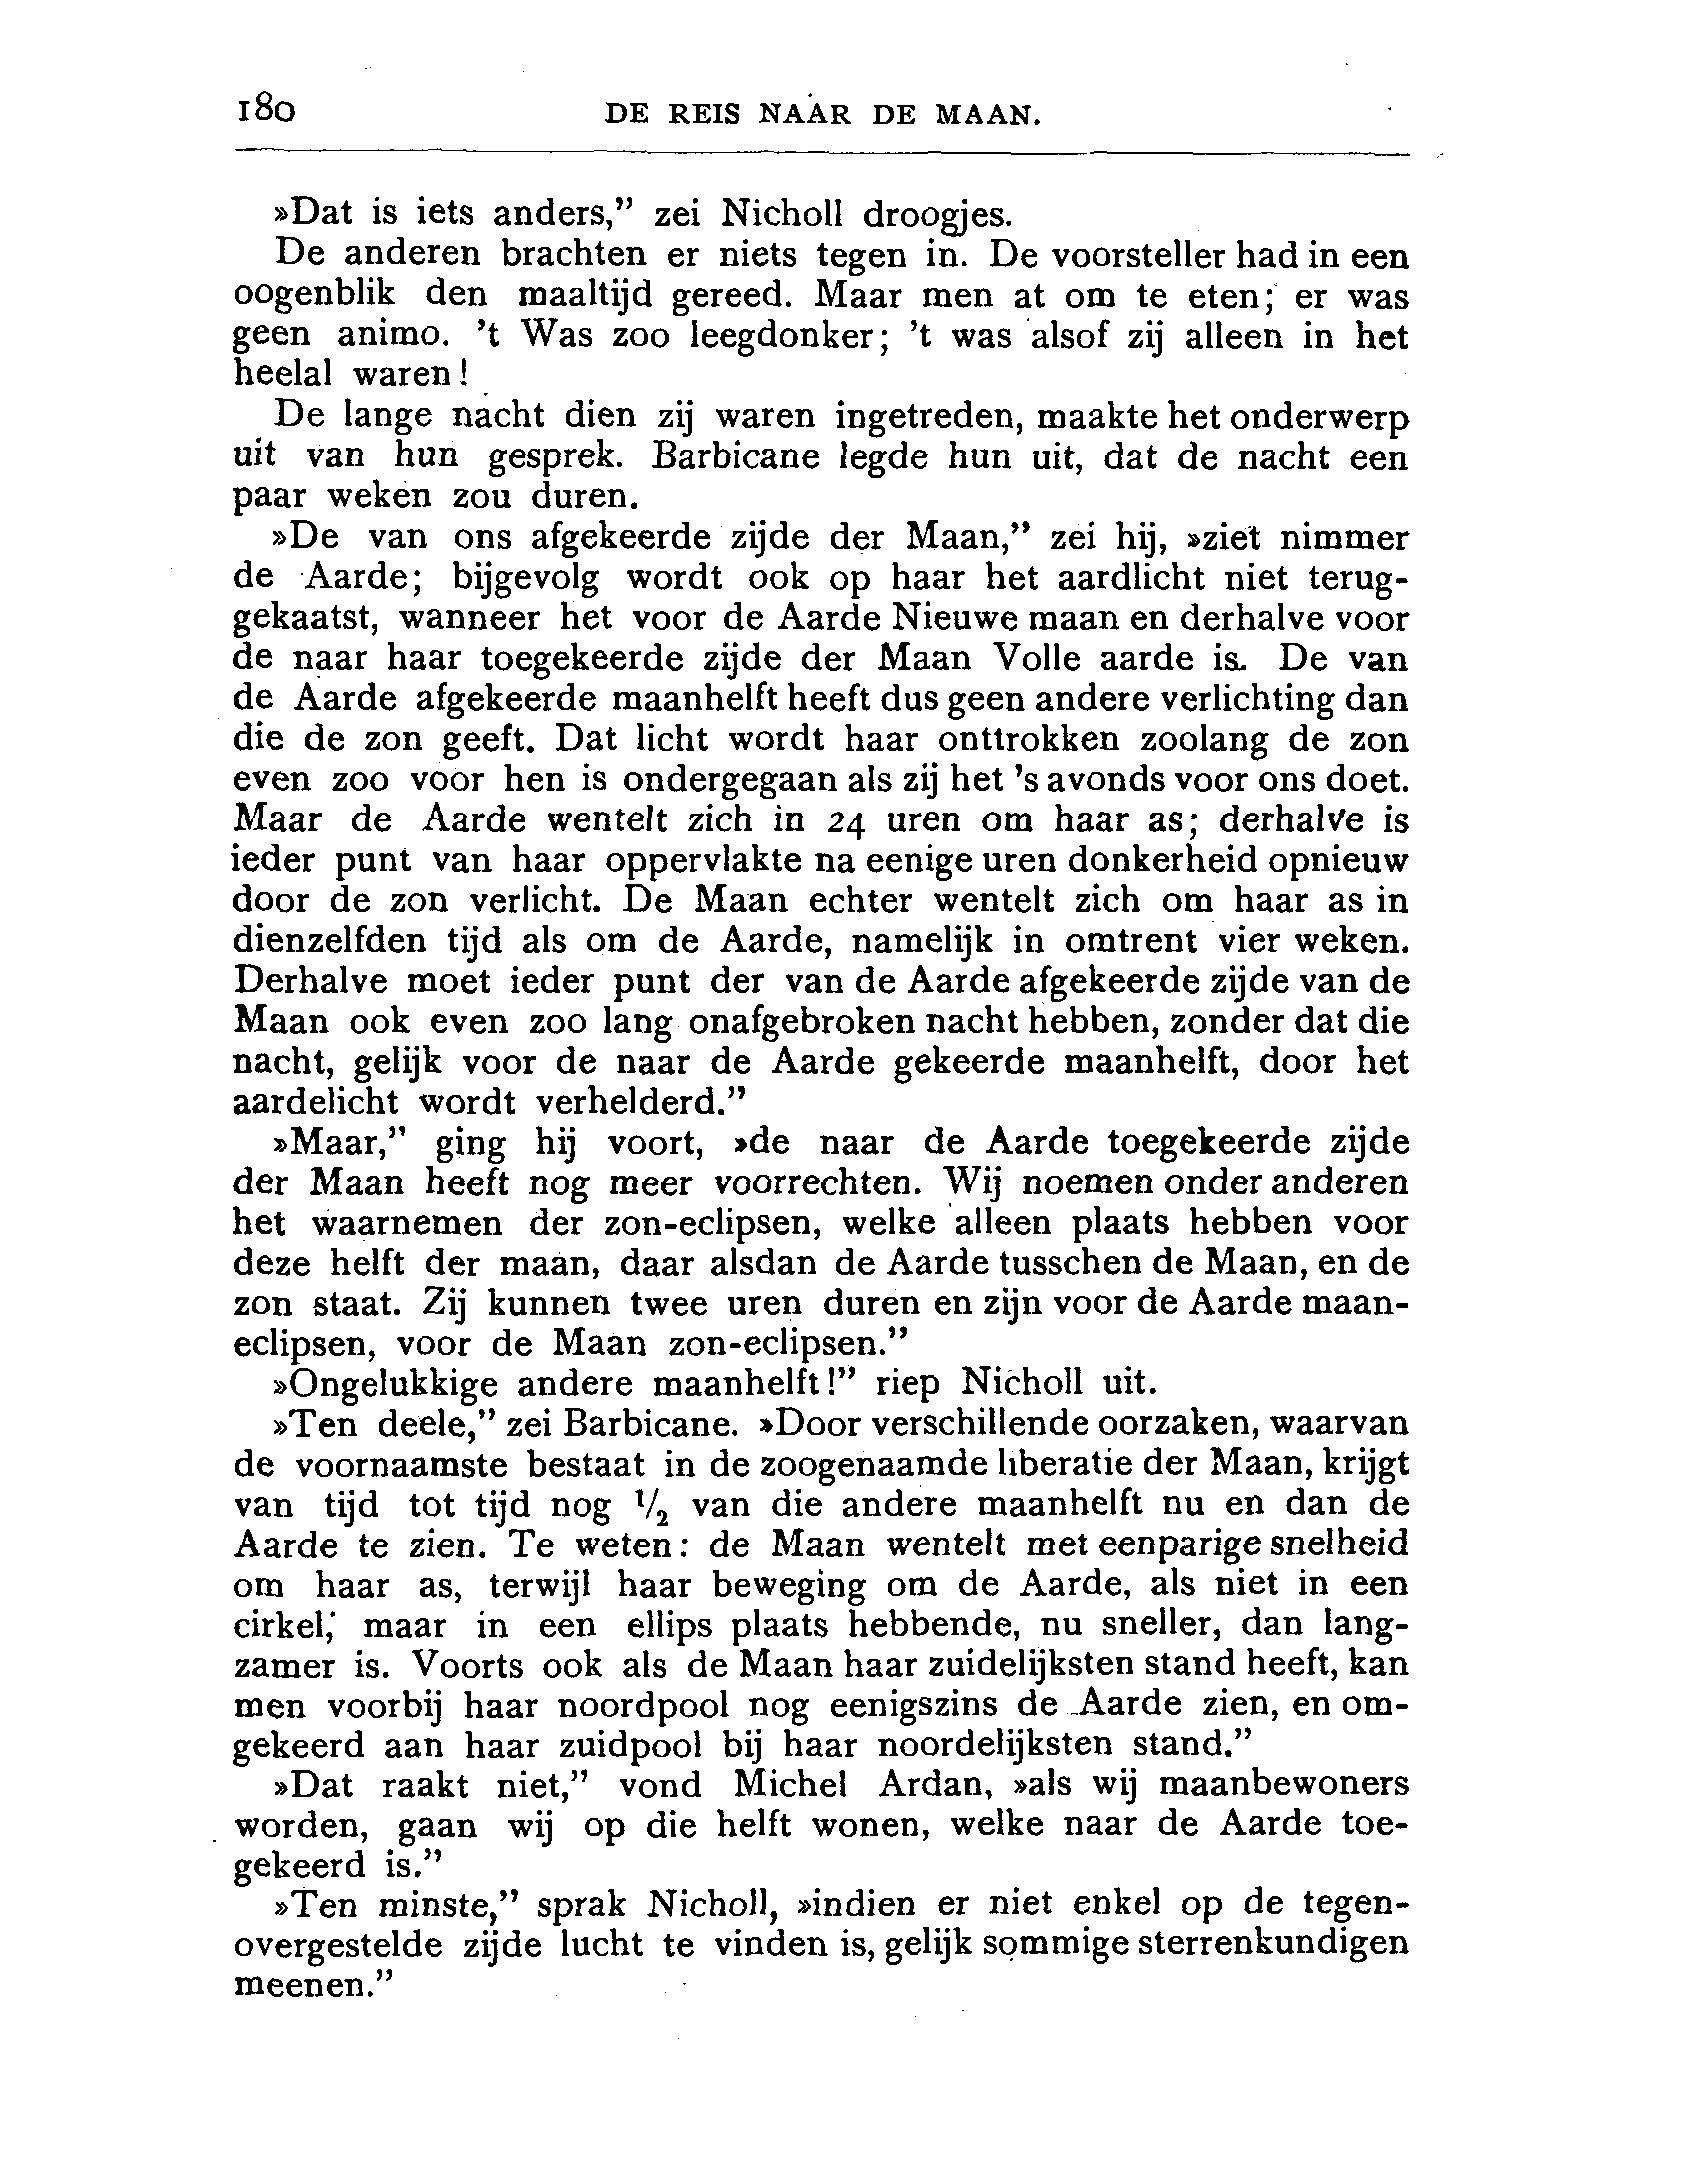 180 DE REIS NAAR DE MAAN.
»Dat is iets anders,” zei Nicholl droogjes.
De anderen brachten er niets tegen in. De voorsteller had in een
oogenblik den maaltijd gereed. Maar men at om te eten; er was
geen animo. ’t Was zoo leegdonker; ’t was alsof zij alleen in het
heelal waren!
De lange nacht dien zij waren ingetreden, maakte het onderwerp
uit van hun gesprek. Barbicane legde hun uit, dat de nacht een
paar weken zou duren.
»De van ons afgekeerde zijde der Maan,” zei hij, »ziet nimmer
de Aarde; bijgevolg wordt ook op haar het aardlicht niet terug-
gekaatst, wanneer het voor de Aarde Nieuwe maan en derhalve voor
de naar haar toegekeerde zijde der Maan Volle aarde is. De van
de Aarde afgekeerde maanhelft heeft dus geen andere verlichting dan
die de zon geeft. Dat licht wordt haar onttrokken zoolang de zon
even zoo voor hen is ondergegaan als zij het ’s avonds voor ons doet.
Maar de Aarde wentelt zich in 24 uren om haar as; derhalve is
ieder punt van haar oppervlakte na eenige uren donkerheid opnieuw
door de zon verlicht. De Maan echter wentelt zich om haar as in
dienzelfden tijd als om de Aarde, namelijk in omtrent vier weken.
Derhalve moet ieder punt der van de Aarde afgekeerde zijde van de
Maan ook even zoo lang onafgebroken nacht hebben, zonder dat die
nacht, gelijk voor de naar de Aarde gekeerde maanhelft, door het
aardelicht wordt verhelderd.”
»Maar,” ging hij voort, »de naar de Aarde toegekeerde zijde
der Maan heeft nog meer voorrechten. Wij noemen onder anderen
het waarnemen der zon-eclipsen, welke alleen plaats hebben voor
deze helft der maan, daar alsdan de Aarde tusschen de Maan, en de
zon staat. Zij kunnen twee uren duren en zijn voor de Aarde maan-
eclipsen, voor de Maan zon-eclipsen.”
»Ongelukkige andere maanhelft!” riep Nicholl uit.
»Ten deele,” zei Barbicane. »Door verschillende oorzaken, waarvan
de voornaamste bestaat in de zoogenaamde liberatie der Maan, krijgt
van tijd tot tijd nog 1/2 van die andere maanhelft nu en dan de
Aarde te zien. Te weten: de Maan wentelt met eenparige snelheid
om haar as, terwijl haar beweging om de Aarde, als niet in een
cirkel, maar in een ellips plaats hebbende, nu sneller, dan lang-
zamer is. Voorts ook als de Maan haar zuidelijksten stand heeft, kan
men voorbij haar noordpool nog eenigszins de Aarde zien, en om-
gekeerd aan haar zuidpool bij haar noordelijksten stand.”
»Dat raakt niet,” vond Michel Ardan, »als wij maanbewoners
worden, gaan wij op die helft wonen, welke naar de Aarde toe-
gekeerd is.”
»Ten minste,” sprak Nicholl, »indien er niet enkel op de tegen-
overgestelde zijde lucht te vinden is, gelijk sommige sterrenkundigen
meenen.”